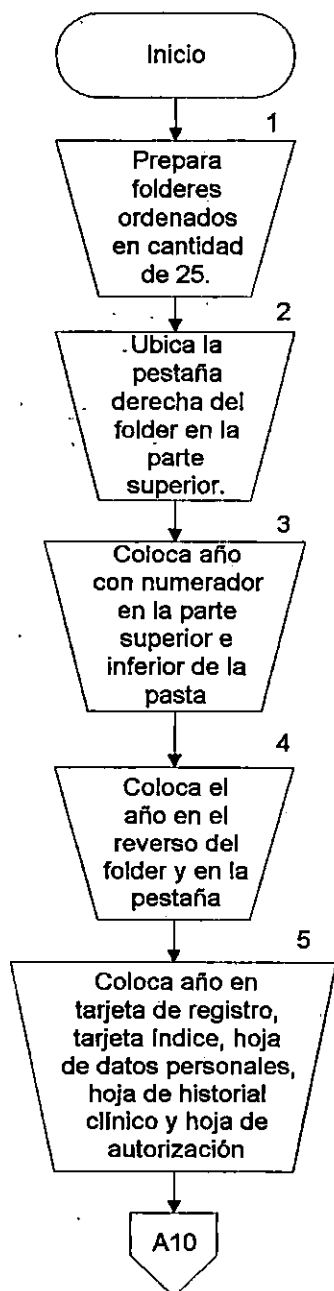 Inicio
1
Prepara
folderes
ordenados
en cantidad
de 25.
2
Ubica la
pestaña
derecha del
folder en la
parte
superior.
3
Coloca año
con numerador
en la parte
superior e
inferior de la
pasta
4
Coloca el
año en el
reverso del
folder y en la
pestaña
5
Coloca año en
tarjeta de registro,
tarjeta índice, hoja
de datos personales,
hoja de historial
clínico y hoja de
autorización
A10